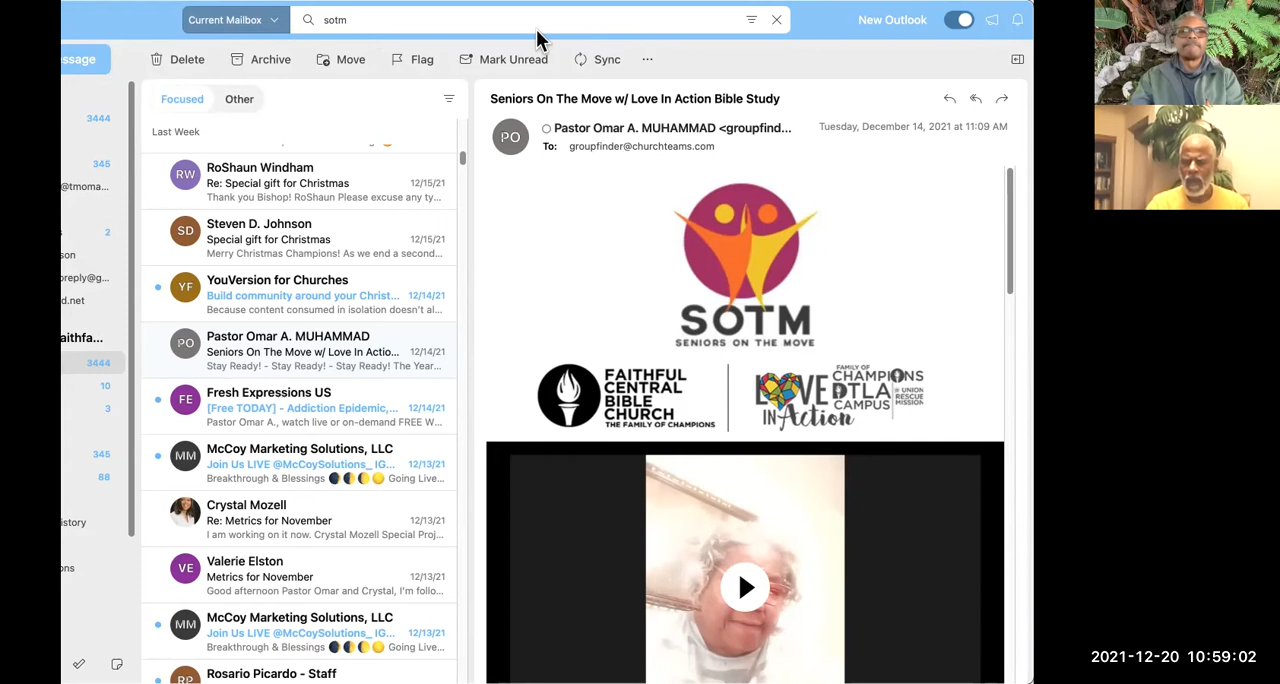 Current Mailbox
sotm
New Outlook
essage
Delete
Archive
Move
Flag
Mark Unread
Sync
3444
345
@tmoma...
2
son
oreply@g...
d.net
aithfa...
3444
10
3
345
88
istory
ons
Focused
Other
Last Week
RW
RoShaun Windham
Re: Special gift for Christmas 12/15/21
Thank you Bishop! RoShaun Please excuse any ty...
SD
Steven D. Johnson
Special gift for Christmas 12/15/21
Merry Christmas Champions! As we end a second...
YF
YouVersion for Churches
Build community around your Christ... 12/14/21
Because content consumed in isolation doesn't al...
PO
Pastor Omar A. MUHAMMAD
Seniors On The Move w/ Love In Actio... 12/14/21
Stay Ready! - Stay Ready! - Stay Ready! The Year...
FE
Fresh Expressions US
[Free TODAY] - Addiction Epidemic,... 12/14/21
Pastor Omar A., watch live or on-demand FREE W...
MM
McCoy Marketing Solutions, LLC
Join Us LIVE @McCoySolutions_ IG... 12/13/21
Breakthrough & Blessings 🌒🌓🌔🌕 Going Live...
Crystal Mozell
Re: Metrics for November 12/13/21
I am working on it now. Crystal Mozell Special Proj...
VE
Valerie Elston
Metrics for November 12/13/21
Good afternoon Pastor Omar and Crystal, I'm follo...
MM
McCoy Marketing Solutions, LLC
Join Us LIVE @McCoySolutions_ IG... 12/13/21
Breakthrough & Blessings 🌒🌓🌔🌕 Going Live...
RP
Rosario Picardo - Staff
Seniors On The Move w/ Love In Action Bible Study
PO
Pastor Omar A. MUHAMMAD <groupfind...
Tuesday, December 14, 2021 at 11:09 AM
To: groupfinder@churchteams.com
SOTM
SENIORS ON THE MOVE
FAITHFUL
CENTRAL
BIBLE
CHURCH
THE FAMILY OF CHAMPIONS
LOVE
IN Action
FAMILY OF
CHAMPIONS
DTLA
CAMPUS
@ UNION
RESCUE
MISSION
2021-12-20 10:59:02